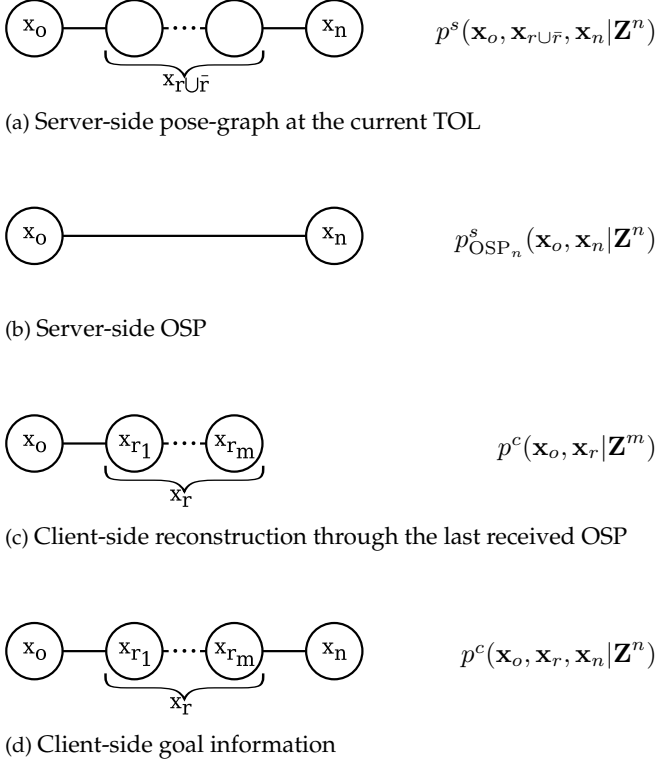 x_o x_n p^s(𝐱_o, 𝐱_{r∪r̄}, 𝐱_n|𝐙^n)
x_{r∪r̄}
(a) Server-side pose-graph at the current TOL
x_o x_n p^s_{OSP_n}(𝐱_o, 𝐱_n|𝐙^n)
(b) Server-side OSP
x_o x_{r_1} x_{r_m} p^c(𝐱_o, 𝐱_r|𝐙^m)
x_r
(c) Client-side reconstruction through the last received OSP
x_o x_{r_1} x_{r_m} x_n p^c(𝐱_o, 𝐱_r, 𝐱_n|𝐙^n)
x_r
(d) Client-side goal information